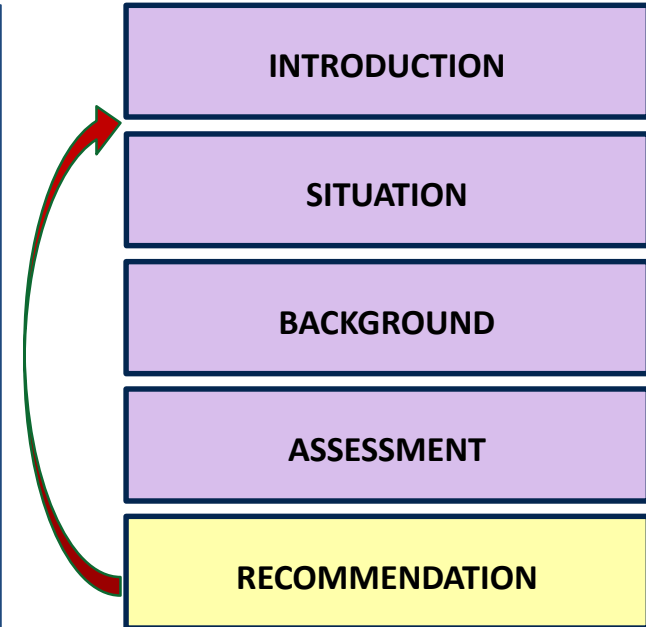 INTRODUCTION
SITUATION
BACKGROUND
ASSESSMENT
RECOMMENDATION